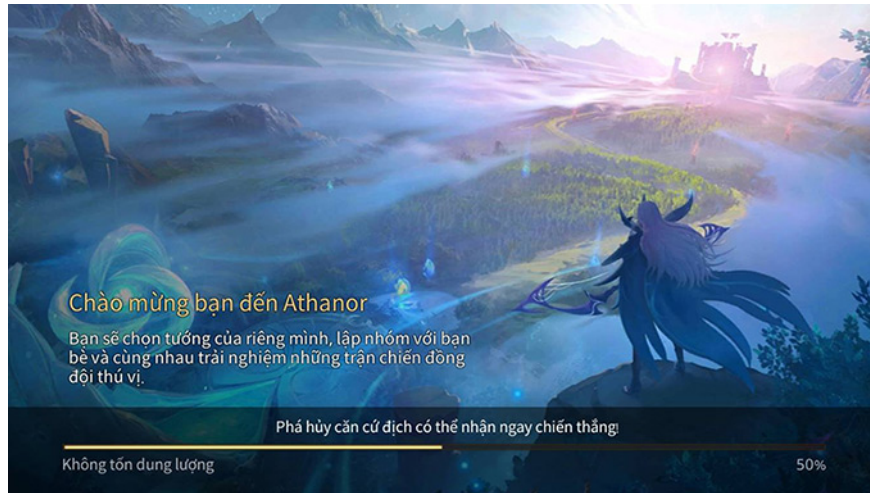 Chào mừng bạn đến Athanor
Bạn sẽ chọn tướng của riêng mình, lập nhóm với bạn
bè và cùng nhau trải nghiệm những trận chiến đồng
đội thú vị.
Phá hủy căn cứ địch có thể nhận ngay chiến thắng!
Không tốn dung lượng
50%